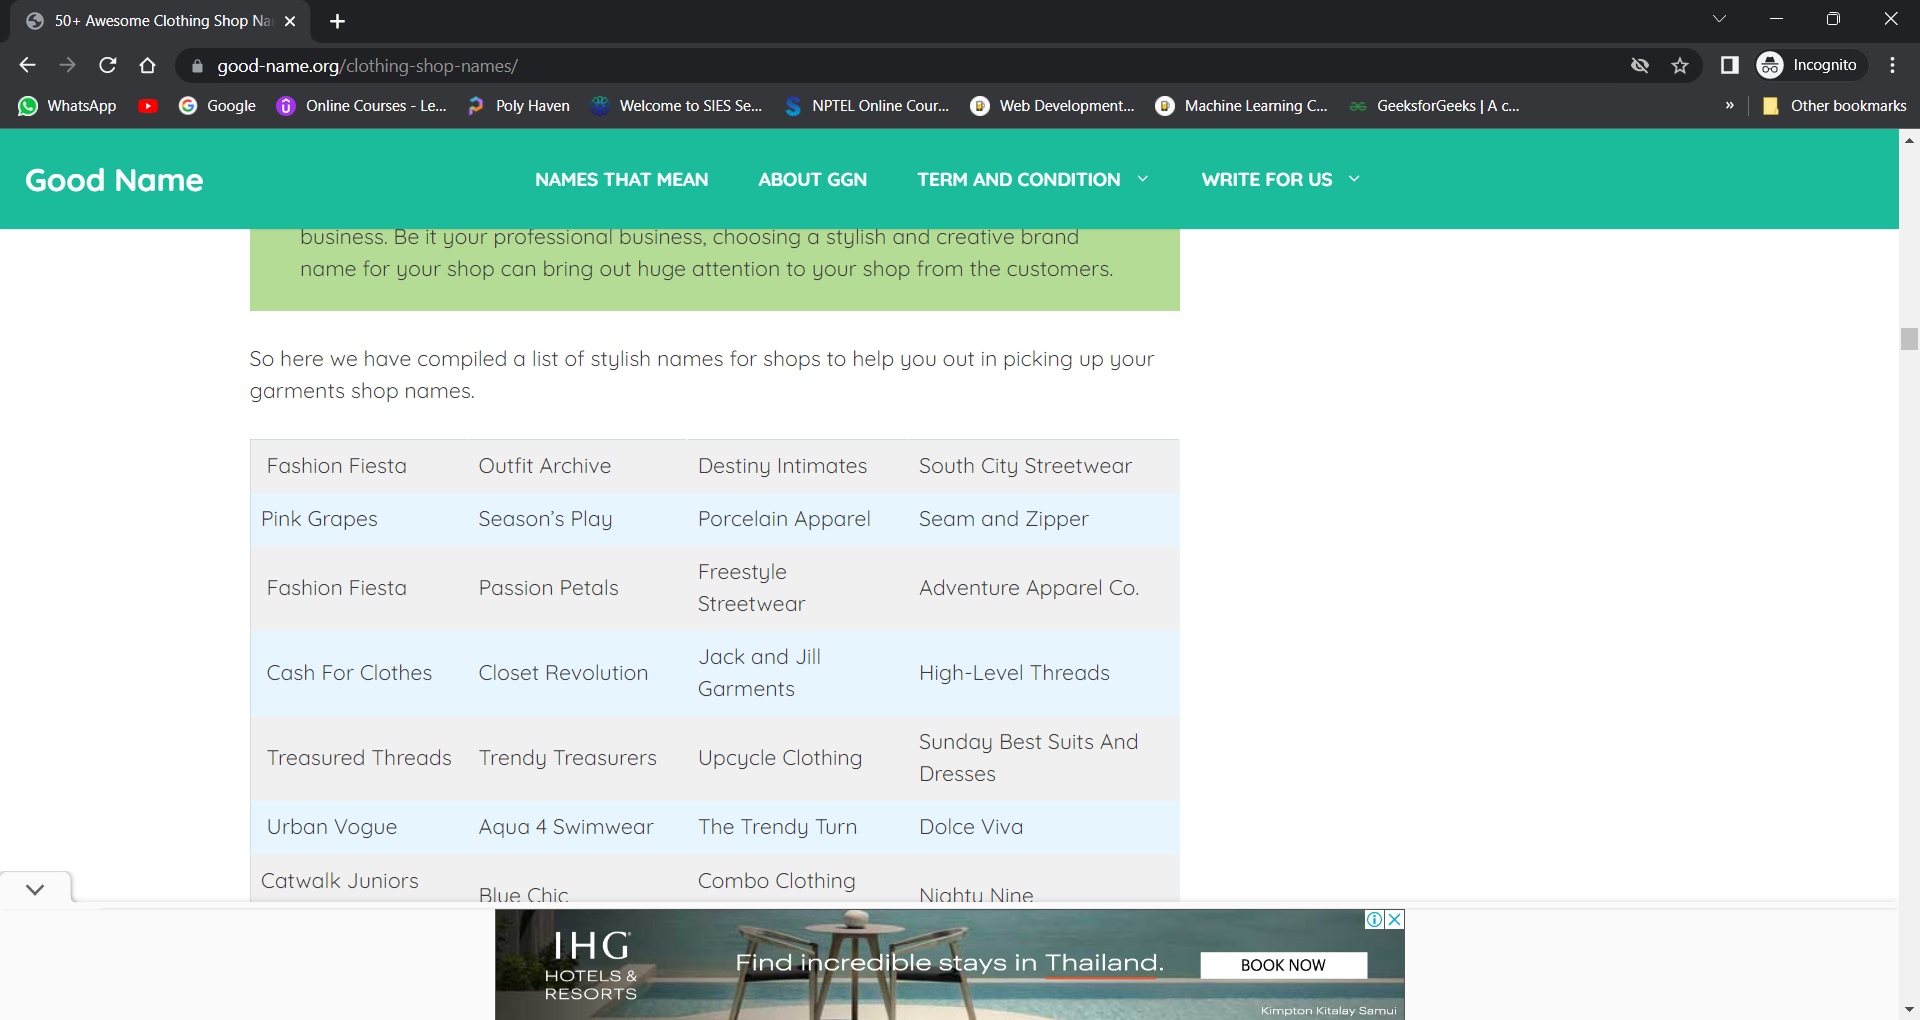 50+ Awesome Clothing Shop Na
good-name.org/clothing-shop-names/
Incognito
WhatsApp
Google
Online Courses - Le...
Poly Haven
Welcome to SIES Se...
NPTEL Online Cour...
Web Development...
Machine Learning C...
GeeksforGeeks | A c...
»
Other bookmarks
Good Name
NAMES THAT MEAN
ABOUT GGN
TERM AND CONDITION
WRITE FOR US
business. Be it your professional business, choosing a stylish and creative brand
name for your shop can bring out huge attention to your shop from the customers.
So here we have compiled a list of stylish names for shops to help you out in picking up your
garments shop names.
Fashion Fiesta
Outfit Archive
Destiny Intimates
South City Streetwear
Pink Grapes
Season’s Play
Porcelain Apparel
Seam and Zipper
Fashion Fiesta
Passion Petals
Freestyle
Streetwear
Adventure Apparel Co.
Cash For Clothes
Closet Revolution
Jack and Jill
Garments
High-Level Threads
Treasured Threads
Trendy Treasurers
Upcycle Clothing
Sunday Best Suits And
Dresses
Urban Vogue
Aqua 4 Swimwear
The Trendy Turn
Dolce Viva
Catwalk Juniors
Blue Chic
Combo Clothing
Nighty Nine
IHG
HOTELS &
RESORTS
Find incredible stays in Thailand.
BOOK NOW
Kimpton Kitalay Samui